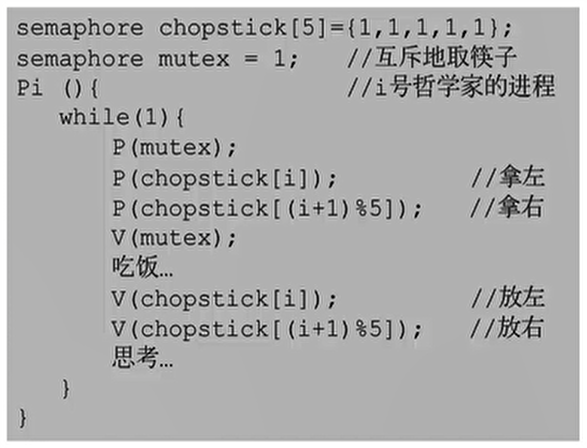 semaphore chopstick[5]={1,1,1,1,1};
semaphore mutex = 1;   //互斥地取筷子
Pi (){                 //i号哲学家的进程
   while(1){
      P(mutex);
      P(chopstick[i]);         //拿左
      P(chopstick[(i+1)%5]);   //拿右
      V(mutex);
      吃饭…
      V(chopstick[i]);         //放左
      V(chopstick[(i+1)%5]);   //放右
      思考…
   }
}